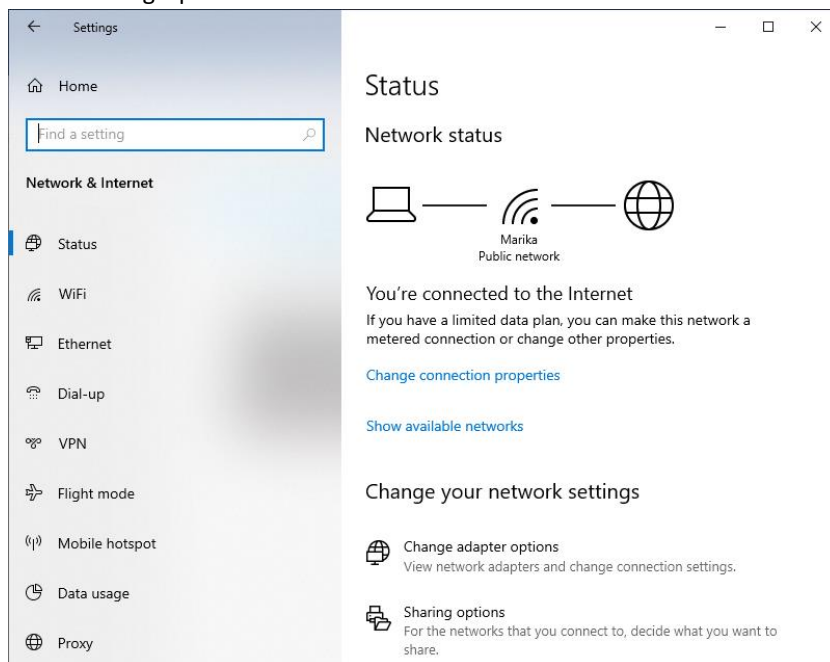 Settings
Home
Find a setting
Network & Internet
Status
WiFi
Ethernet
Dial-up
VPN
Flight mode
Mobile hotspot
Data usage
Proxy
Status
Network status
Marika
Public network
You're connected to the Internet
If you have a limited data plan, you can make this network a
metered connection or change other properties.
Change connection properties
Show available networks
Change your network settings
Change adapter options
View network adapters and change connection settings.
Sharing options
For the networks that you connect to, decide what you want to
share.